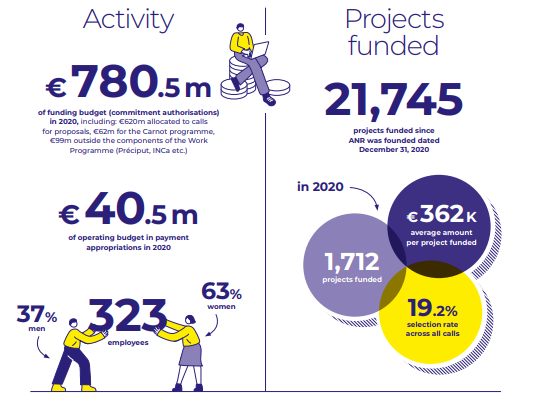 Activity
€ 780.5 m
of funding budget (commitment authorisations)
in 2020, including: €620m allocated to calls
for proposals, €62m for the Carnot programme,
€99m outside the components of the Work
Programme (Préciput, INCa etc.)
€ 40.5 m
of operating budget in payment
appropriations in 2020
37%
men
323
employees
63%
women
Projects
funded
21,745
projects funded since
ANR was founded dated
December 31, 2020
in 2020
€ 362 K
average amount
per project funded
1,712
projects funded
19.2%
selection rate
across all calls